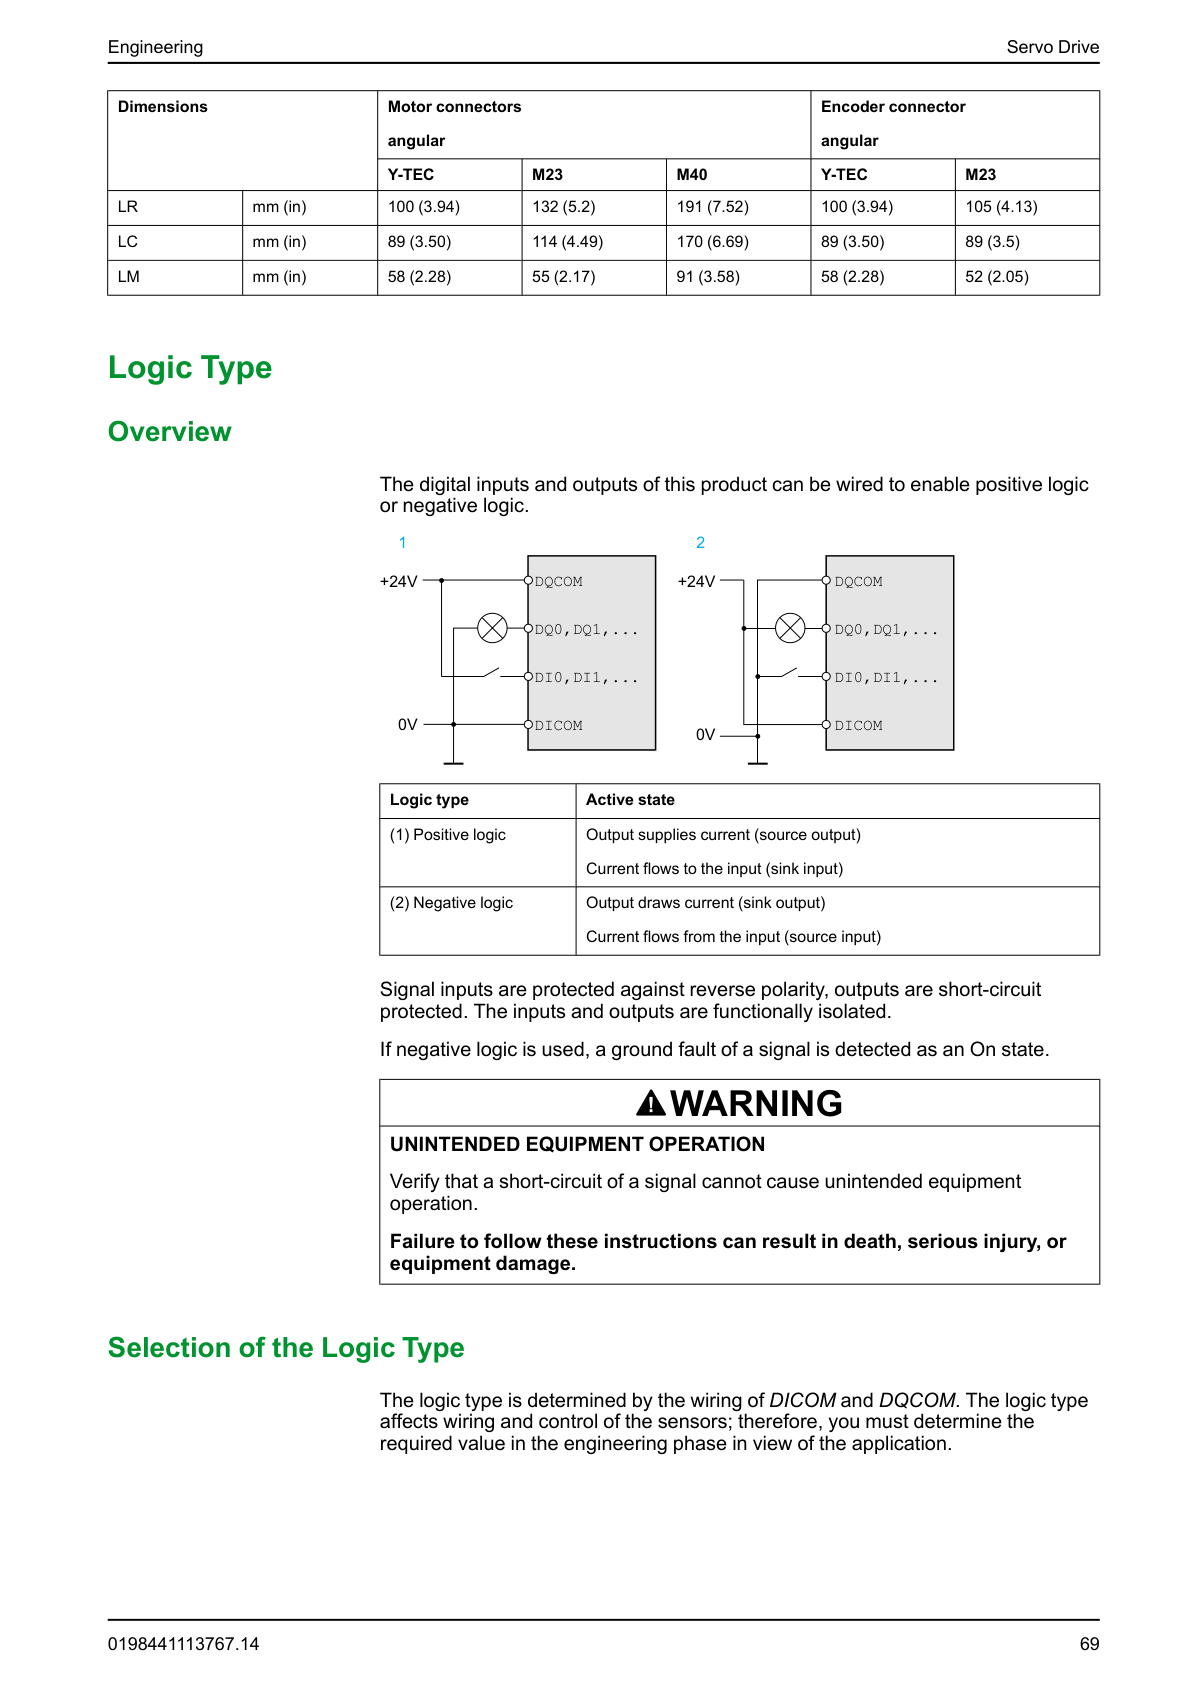 Engineering Servo Drive
Dimensions Motor connectors Encoder connector
angular angular
Y-TEC M23 M40 Y-TEC M23
LR mm (in) 100 (3.94) 132 (5.2) 191 (7.52) 100 (3.94) 105 (4.13)
LC mm (in) 89 (3.50) 114 (4.49) 170 (6.69) 89 (3.50) 89 (3.5)
LM mm (in) 58 (2.28) 55 (2.17) 91 (3.58) 58 (2.28) 52 (2.05)
Logic Type
Overview
The digital inputs and outputs of this product can be wired to enable positive logic
or negative logic.
1 2
+24V DQCOM +24V DQCOM
DQ0,DQ1,... DQ0,DQ1,...
DI0,DI1,... DI0,DI1,...
0V DICOM 0V DICOM
Logic type Active state
(1) Positive logic Output supplies current (source output)
Current flows to the input (sink input)
(2) Negative logic Output draws current (sink output)
Current flows from the input (source input)
Signal inputs are protected against reverse polarity, outputs are short-circuit
protected. The inputs and outputs are functionally isolated.
If negative logic is used, a ground fault of a signal is detected as an On state.
WARNING
UNINTENDED EQUIPMENT OPERATION
Verify that a short-circuit of a signal cannot cause unintended equipment
operation.
Failure to follow these instructions can result in death, serious injury, or
equipment damage.
Selection of the Logic Type
The logic type is determined by the wiring of DICOM and DQCOM. The logic type
affects wiring and control of the sensors; therefore, you must determine the
required value in the engineering phase in view of the application.
0198441113767.14 69